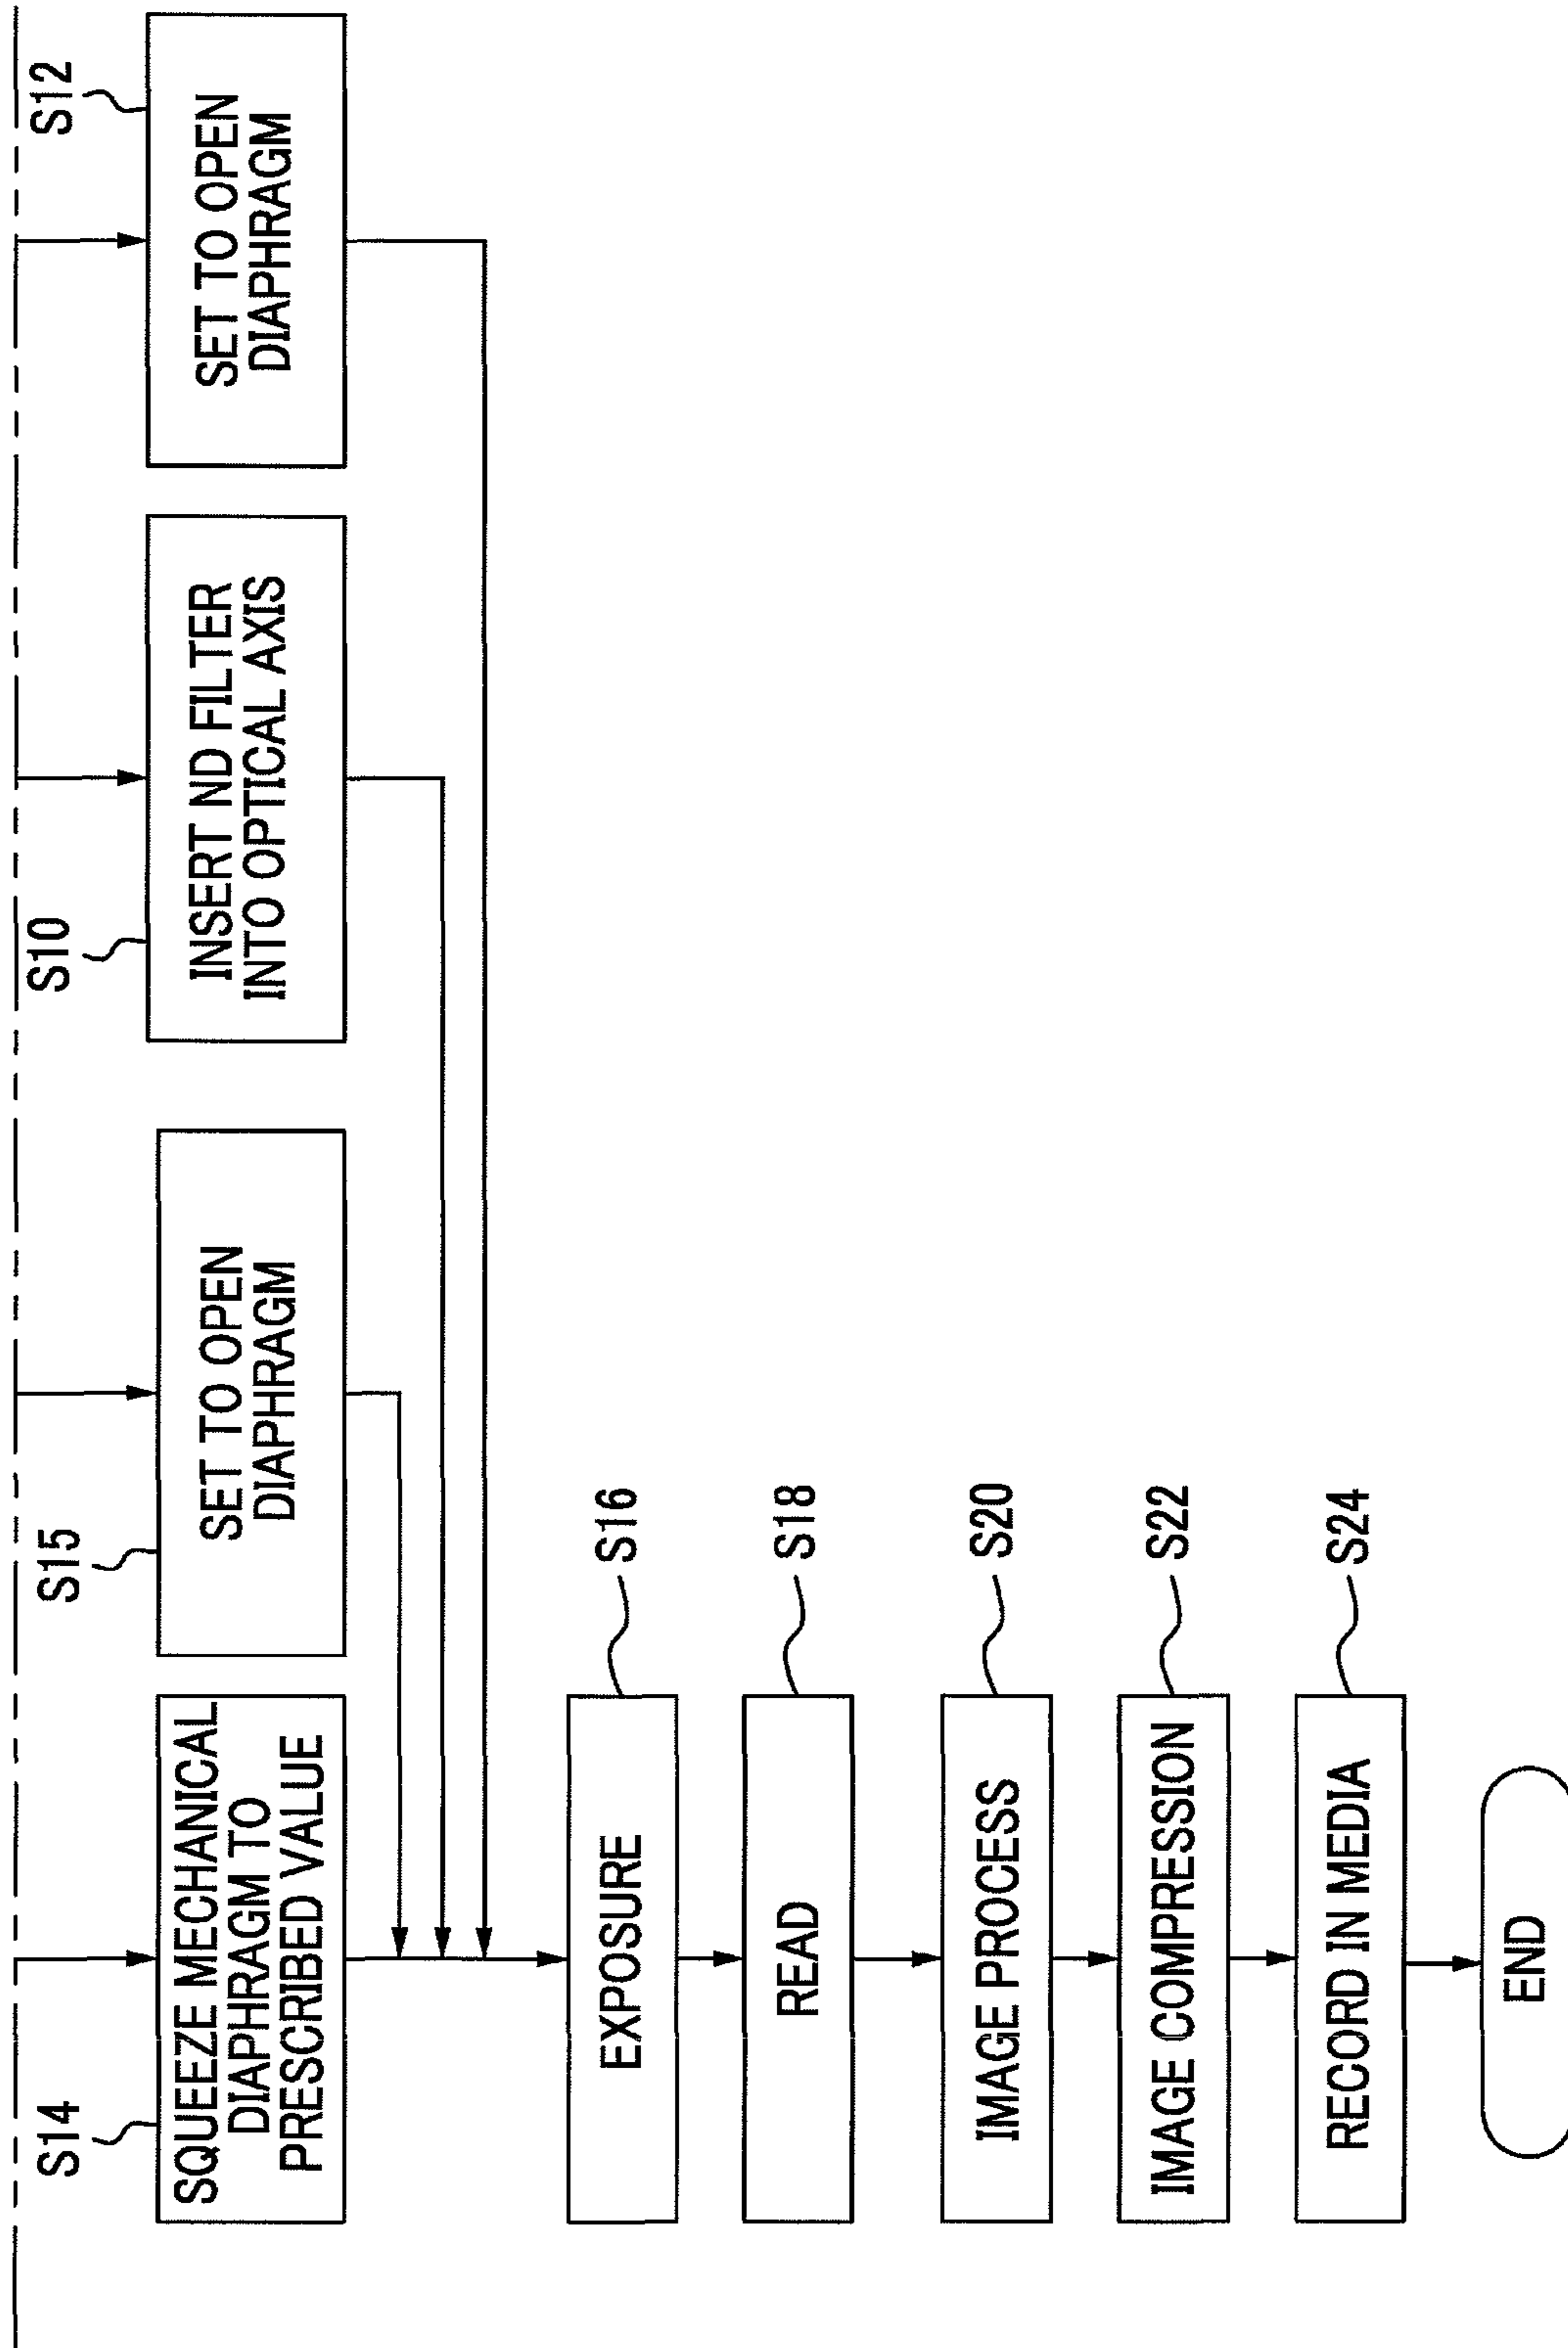 S14
SQUEEZE MECHANICAL
DIAPHRAGM TO
PRESCRIBED VALUE
S15
SET TO OPEN
DIAPHRAGM
S10
INSERT ND FILTER
INTO OPTICAL AXIS
S12
SET TO OPEN
DIAPHRAGM
EXPOSURE
S16
READ
S18
IMAGE PROCESS
S20
IMAGE COMPRESSION
S22
RECORD IN MEDIA
S24
END